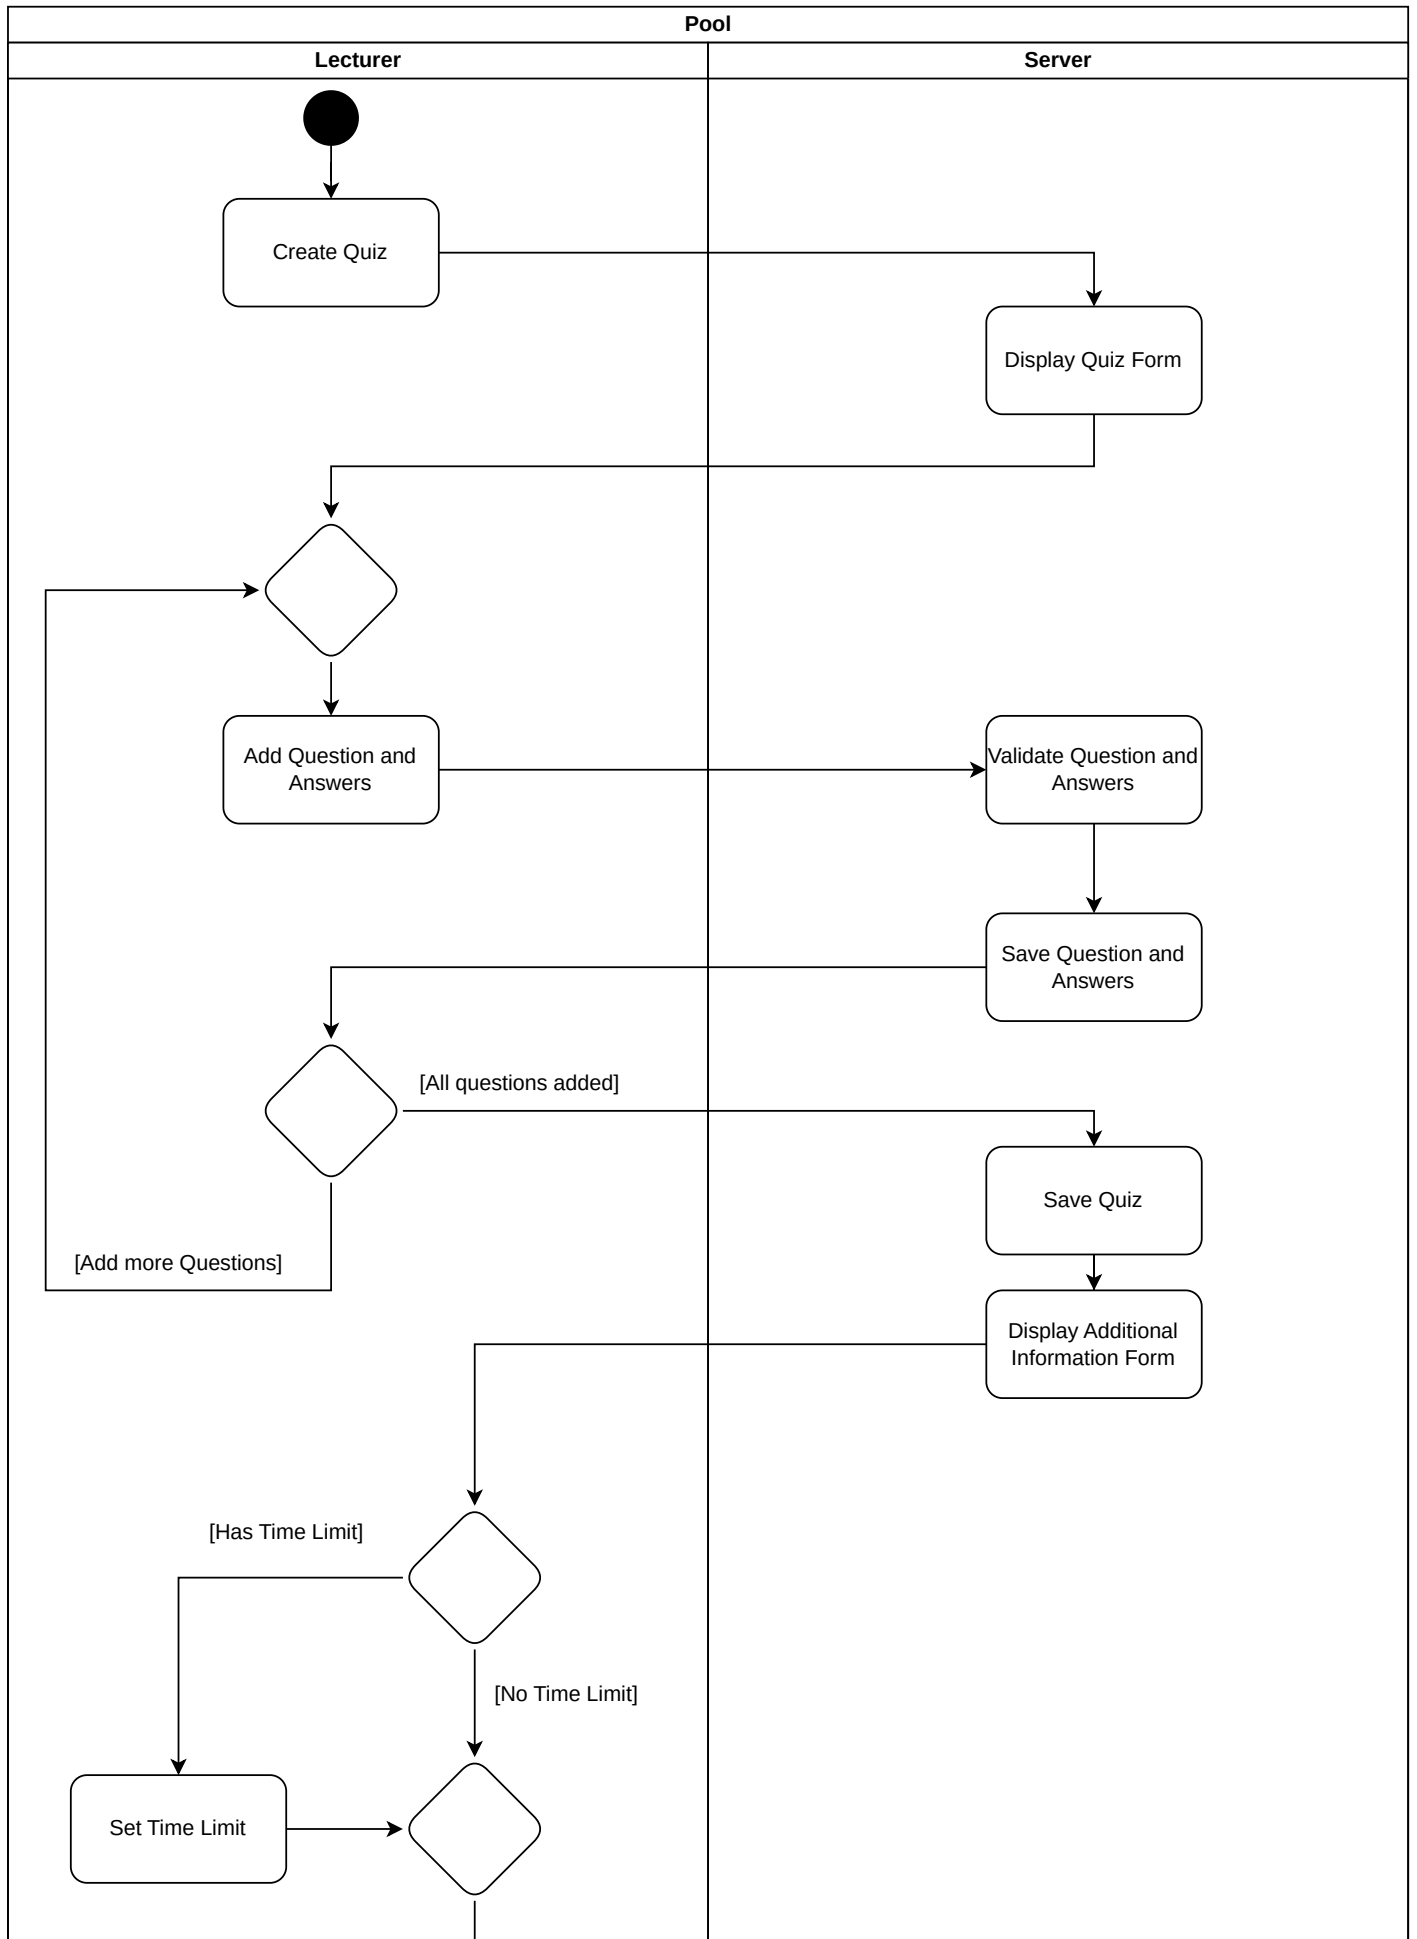 Pool
Lecturer
Server
Create Quiz
Display Quiz Form
Add Question and
Answers
Validate Question and
Answers
Save Question and
Answers
[All questions added]
Save Quiz
[Add more Questions]
Display Additional
Information Form
[Has Time Limit]
[No Time Limit]
Set Time Limit